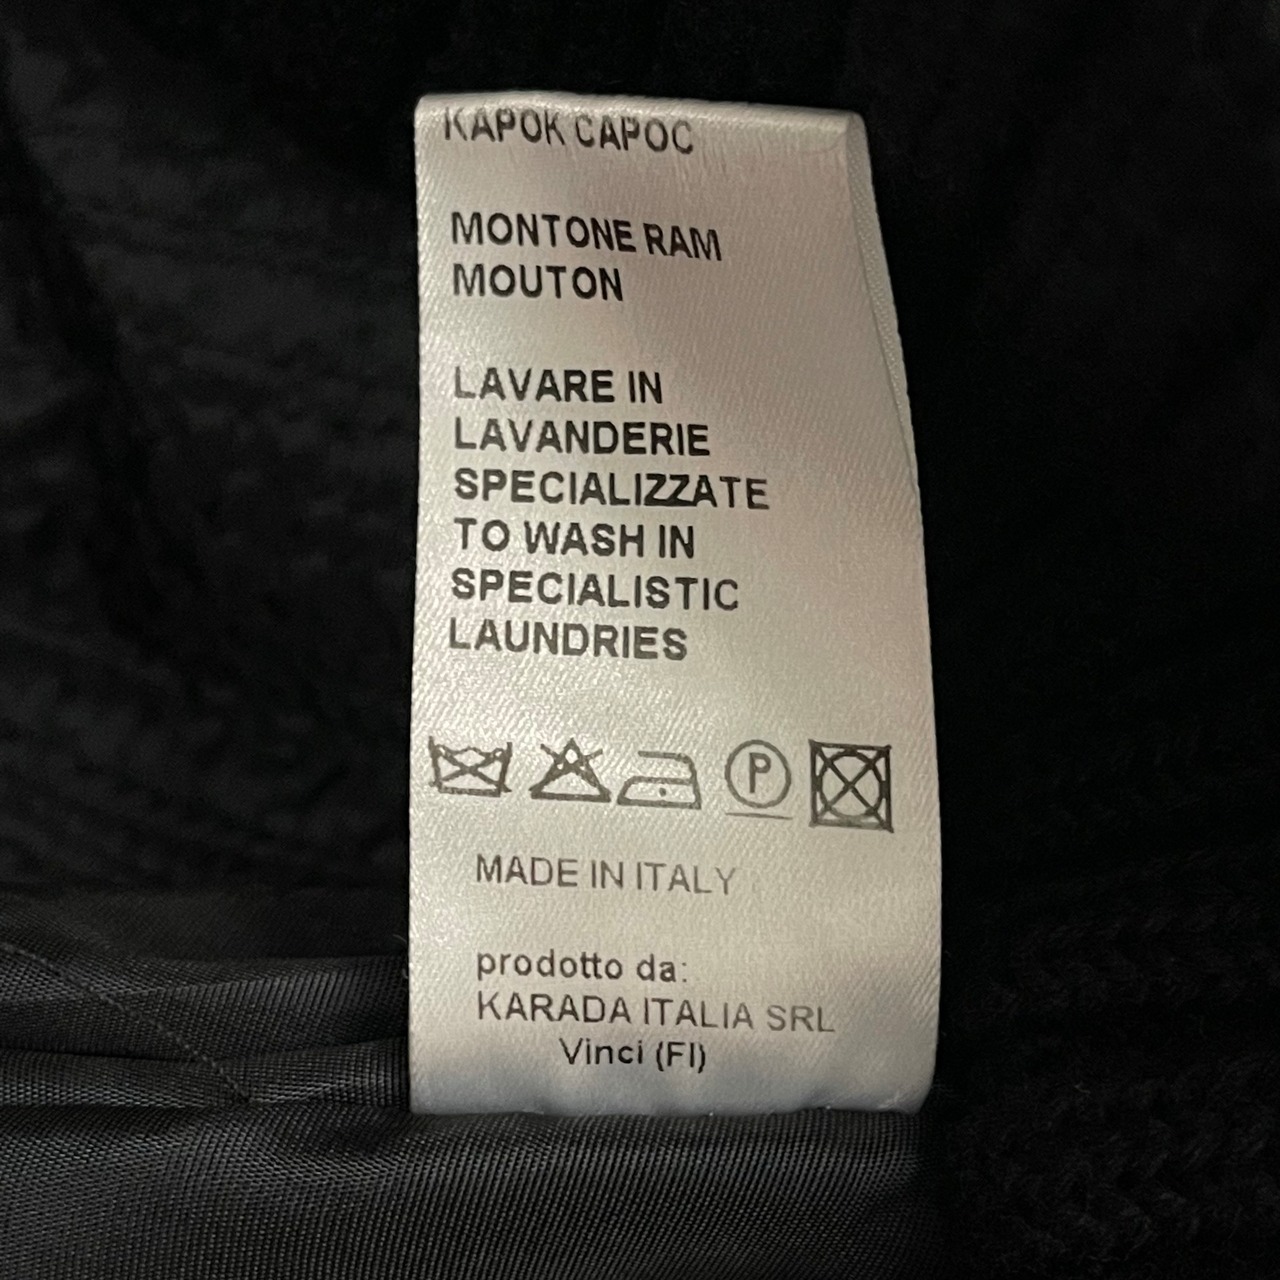 KAPOK CAPOC
MONTONE RAM
MOUTON
LAVARE IN
LAVANDERIE
SPECIALIZZATE
TO WASH IN
SPECIALISTIC
LAUNDRIES
P
MADE IN ITALY
prodotto da:
KARADA ITALIA SRL
Vinci (FI)